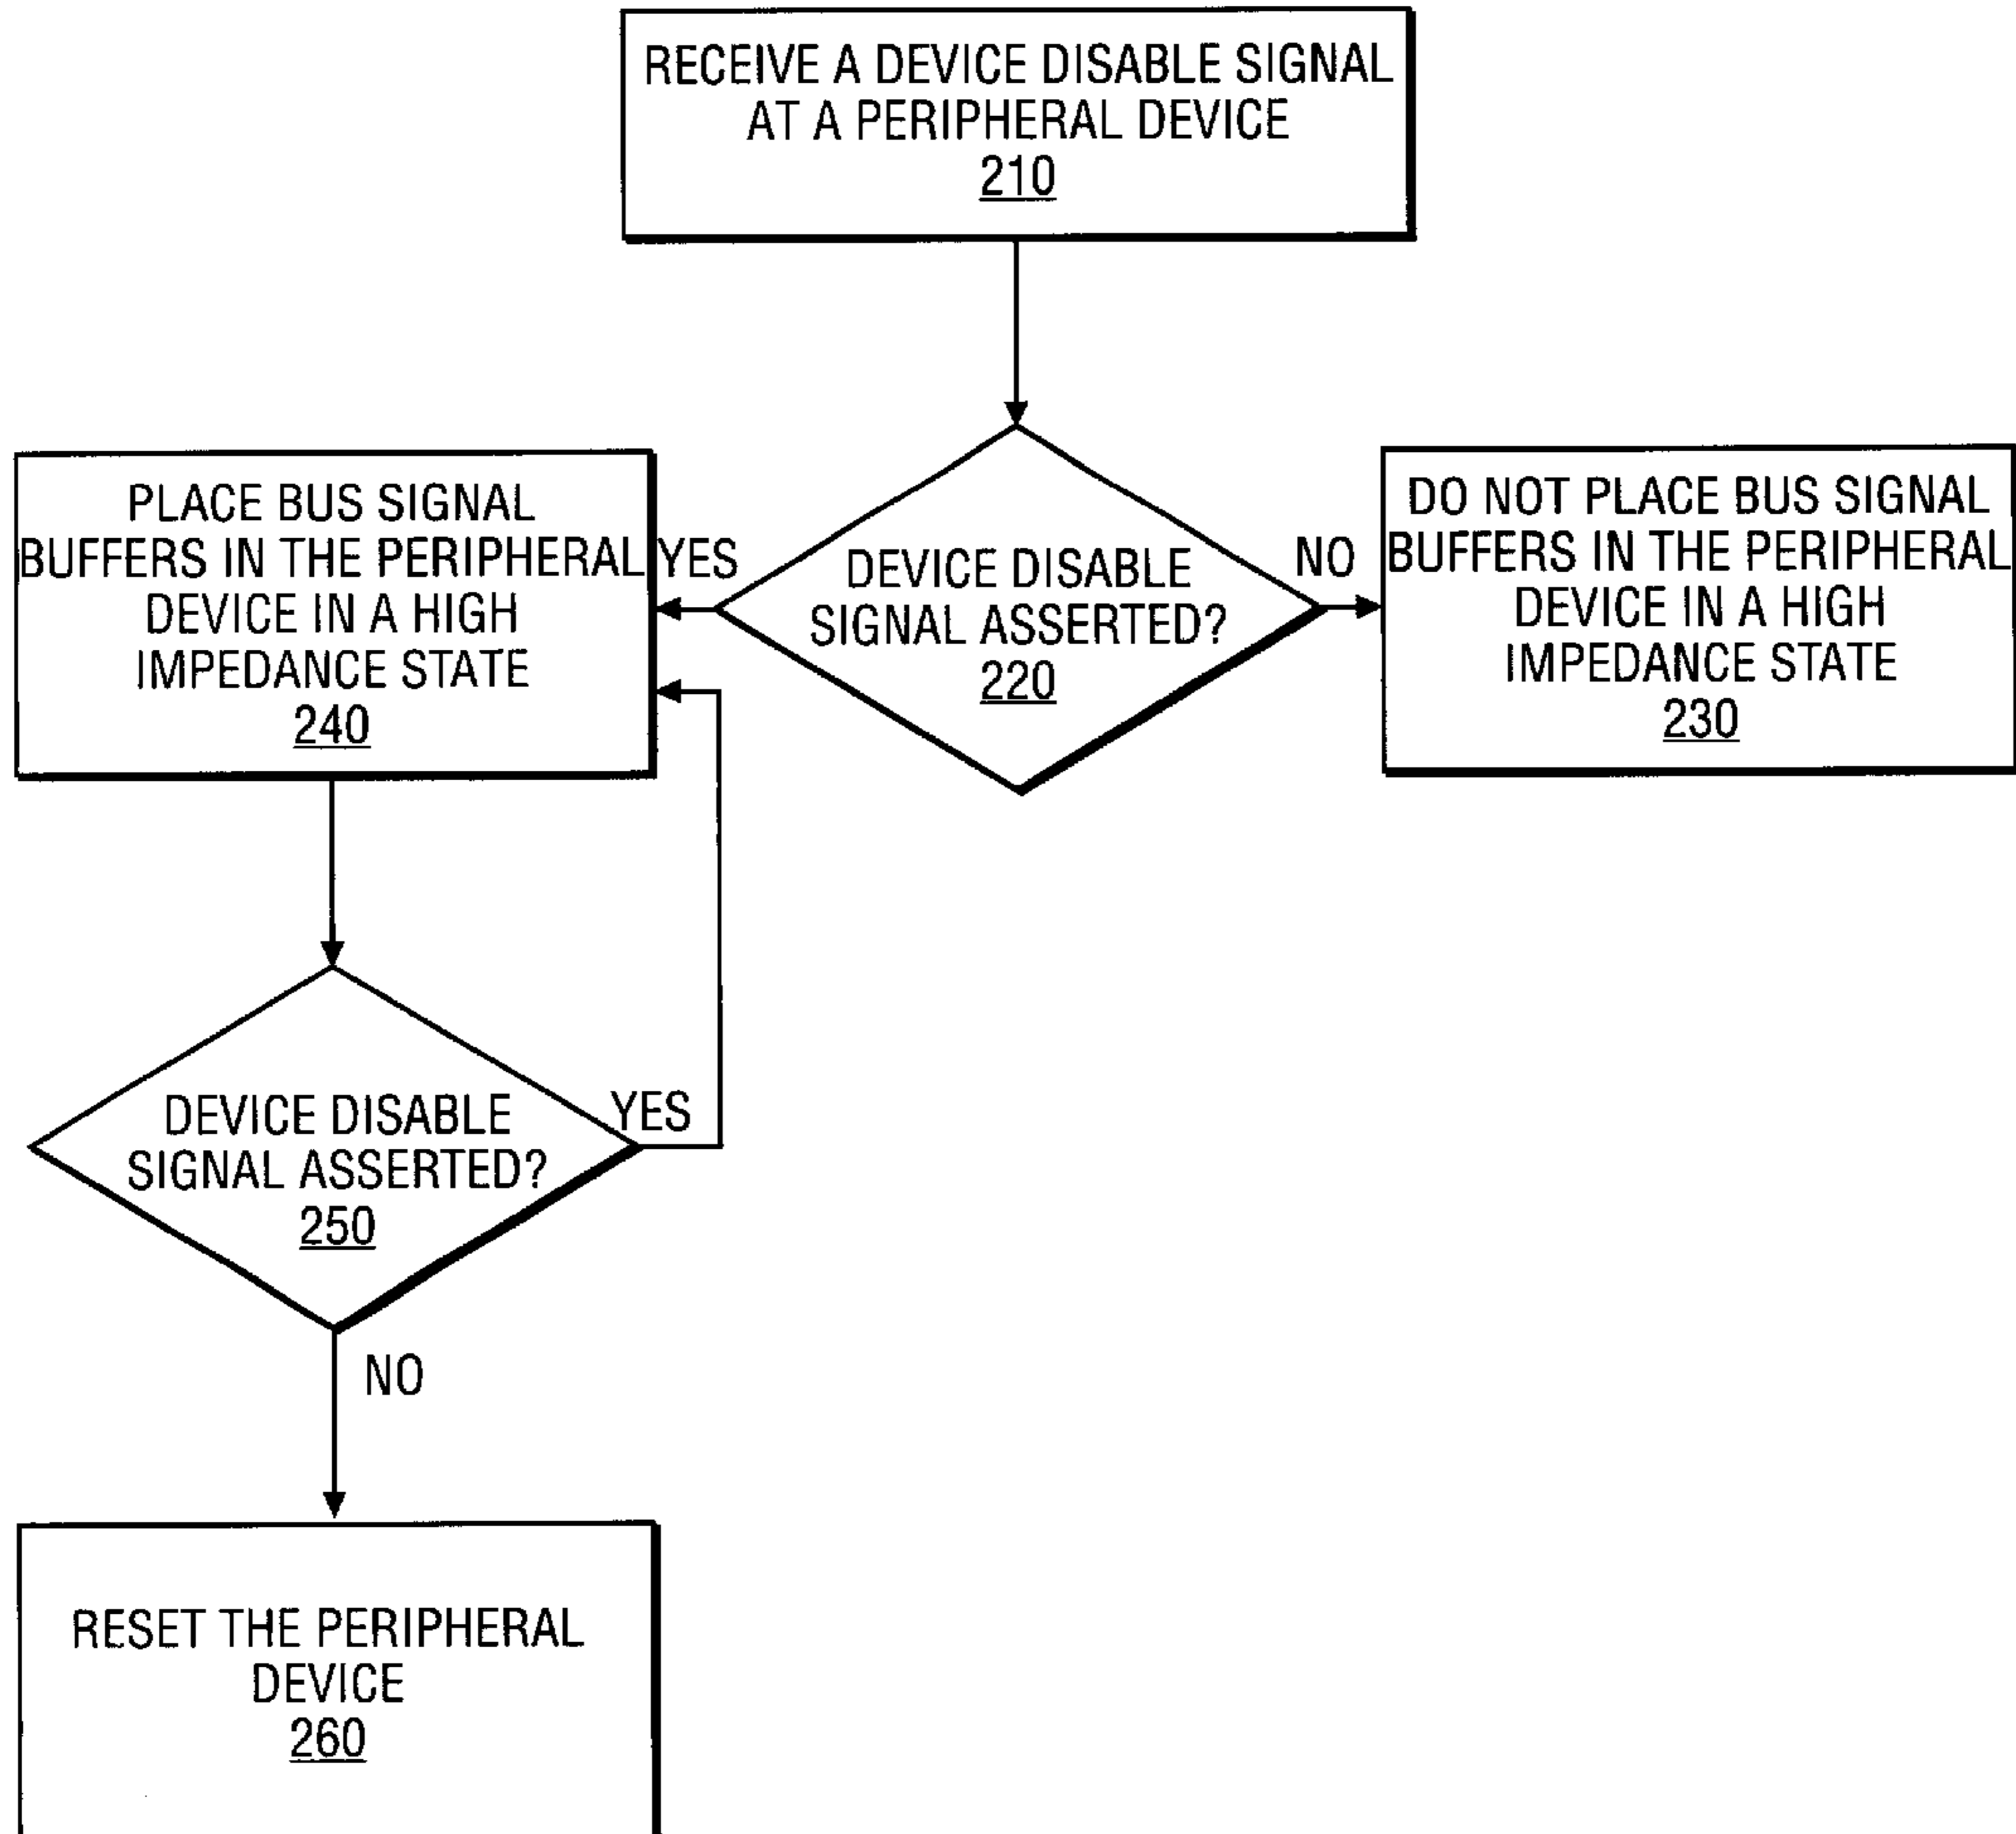 RECEIVE A DEVICE DISABLE SIGNAL
AT A PERIPHERAL DEVICE
210
DEVICE DISABLE
SIGNAL ASSERTED?
220
YES
NO
PLACE BUS SIGNAL
BUFFERS IN THE PERIPHERAL
DEVICE IN A HIGH
IMPEDANCE STATE
240
DO NOT PLACE BUS SIGNAL
BUFFERS IN THE PERIPHERAL
DEVICE IN A HIGH
IMPEDANCE STATE
230
DEVICE DISABLE
SIGNAL ASSERTED?
250
YES
NO
RESET THE PERIPHERAL
DEVICE
260